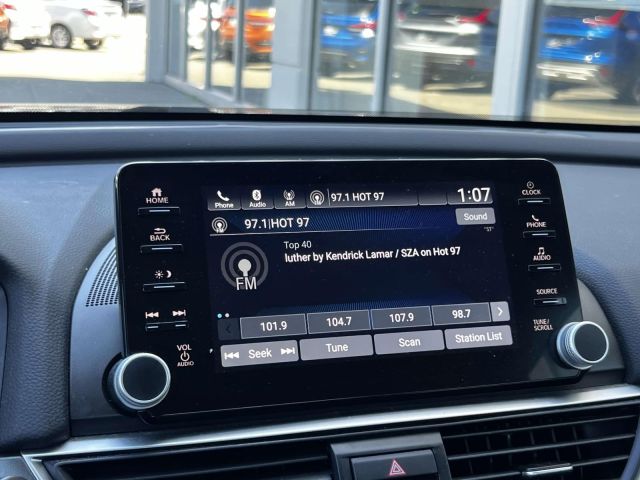 HOME
BACK
VOL
AUDIO
Phone Audio AM 97.1 HOT 97 1:07
97.1|HOT 97 Sound
"ST"
Top 40
luther by Kendrick Lamar / SZA on Hot 97
FM
101.9 104.7 107.9 98.7
Seek Tune Scan Station List
CLOCK
PHONE
AUDIO
SOURCE
TUNE/
SCROLL